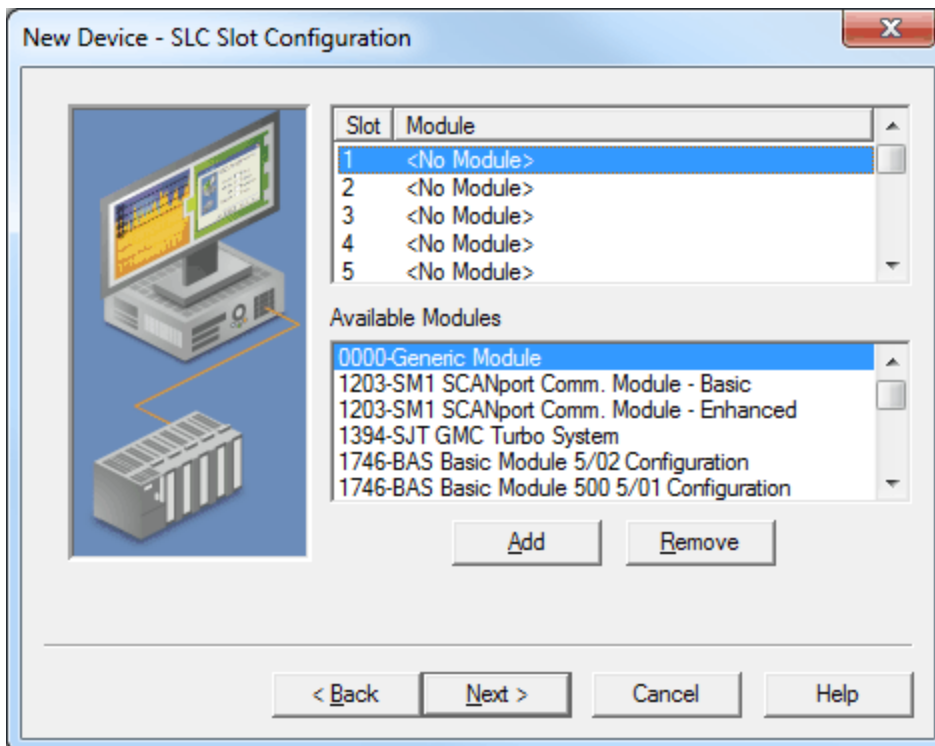 New Device - SLC Slot Configuration
Slot Module
1 <No Module>
2 <No Module>
3 <No Module>
4 <No Module>
5 <No Module>
Available Modules
0000-Generic Module
1203-SM1 SCANport Comm. Module - Basic
1203-SM1 SCANport Comm. Module - Enhanced
1394-SJT GMC Turbo System
1746-BAS Basic Module 5/02 Configuration
1746-BAS Basic Module 500 5/01 Configuration
Add Remove
< Back Next > Cancel Help